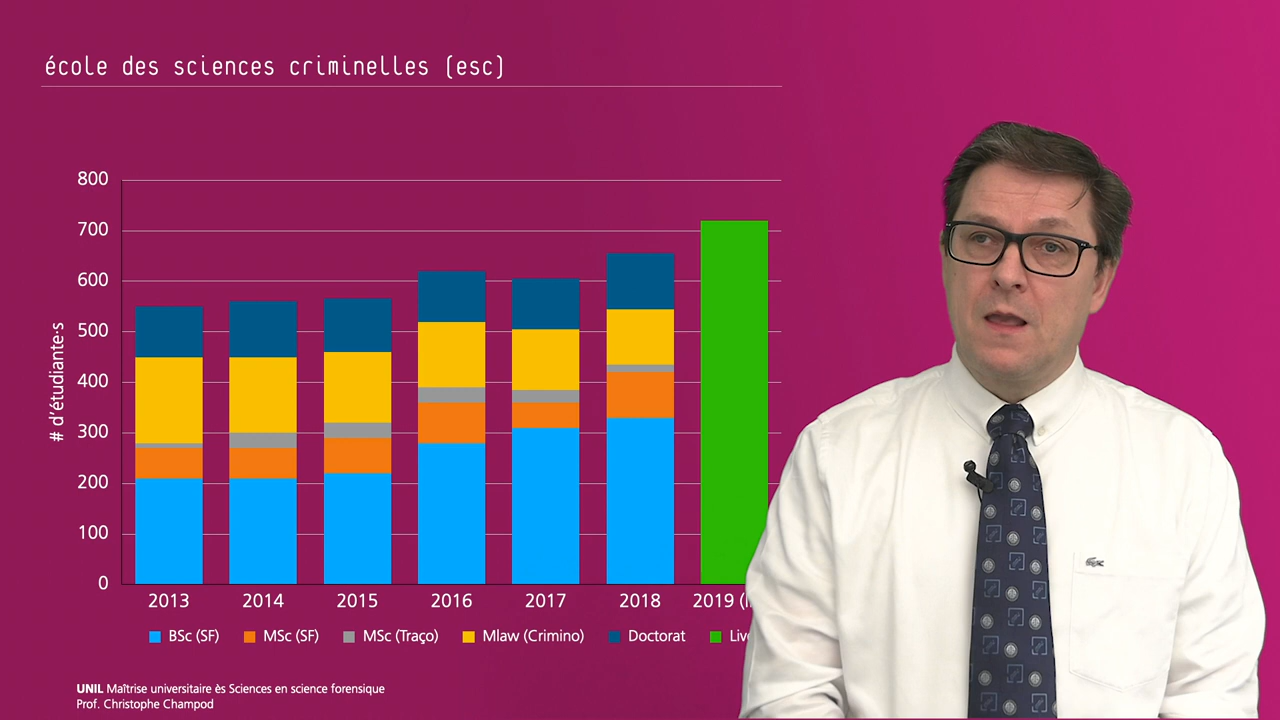 école des sciences criminelles (esc)
800
700
600
500
400
300
200
100
0
# d'étudiante·s
2013 2014 2015 2016 2017 2018 2019
BSc (SF) MSc (SF) MSc (Traço) Mlaw (Crimino) Doctorat
UNIL Maîtrise universitaire ès Sciences en science forensique
Prof. Christophe Champod